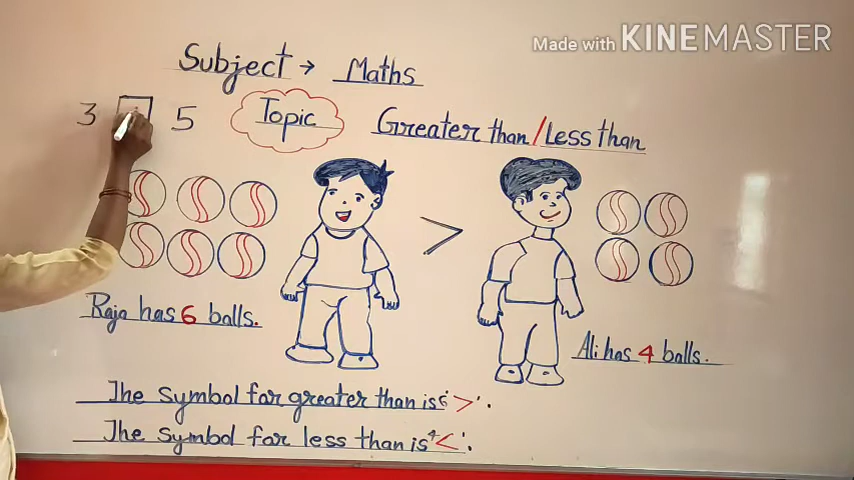 Made with KINEMASTER
Subject → Maths
3 5
Topic
Greater than/Less than
>
Raja has 6 balls.
Ali has 4 balls.
The symbol for greater than is '>'.
The symbol for less than is '<'.